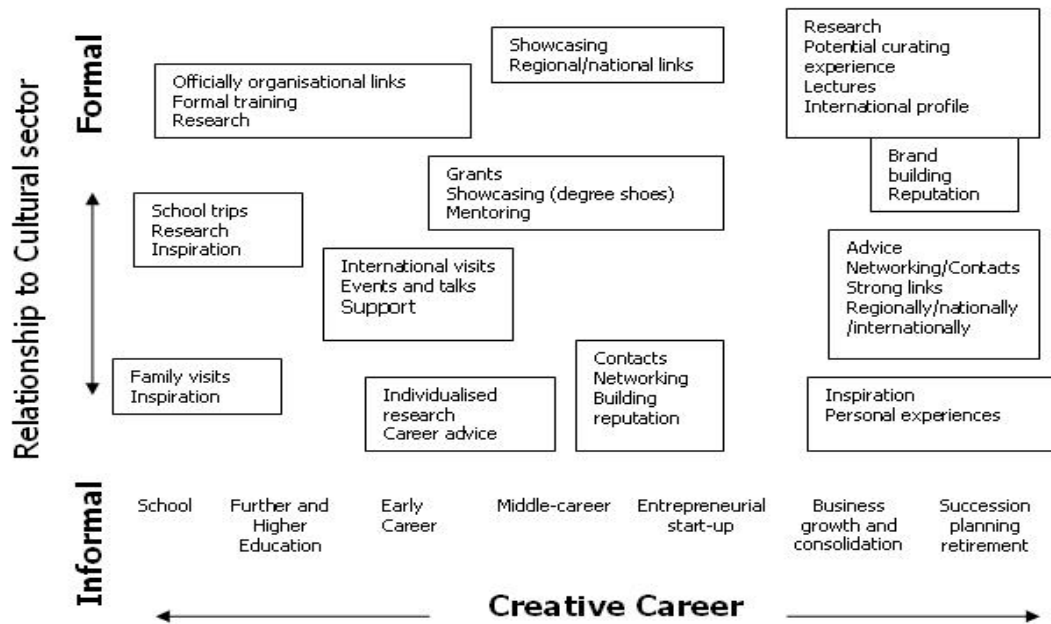 Relationship to Cultural sector
Formal
Informal
Officially organisational links
Formal training
Research
Showcasing
Regional/national links
Research
Potential curating
experience
Lectures
International profile
Brand
building
Reputation
Grants
Showcasing (degree shoes)
Mentoring
School trips
Research
Inspiration
International visits
Events and talks
Support
Advice
Networking/Contacts
Strong links
Regionally/nationally
/internationally
Family visits
Inspiration
Individualised
research
Career advice
Contacts
Networking
Building
reputation
Inspiration
Personal experiences
School
Further and
Higher
Education
Early
Career
Middle-career
Entrepreneurial
start-up
Business
growth and
consolidation
Succession
planning
retirement
Creative Career